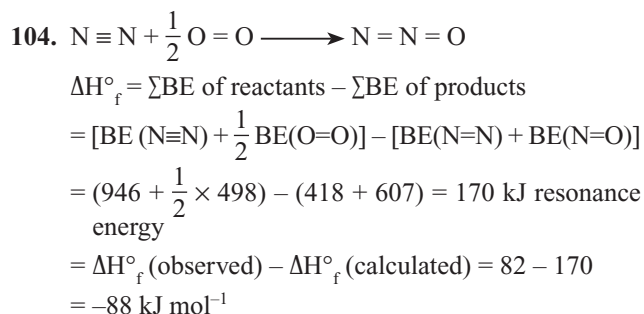 104. N ≡ N + 1/2 O = O ⟶ N = N = O
ΔH°f = ∑BE of reactants – ∑BE of products
= [BE (N≡N) + 1/2 BE(O=O)] – [BE(N=N) + BE(N=O)]
= (946 + 1/2 × 498) – (418 + 607) = 170 kJ resonance
energy
= ΔH°f (observed) – ΔH°f (calculated) = 82 – 170
= –88 kJ mol–1